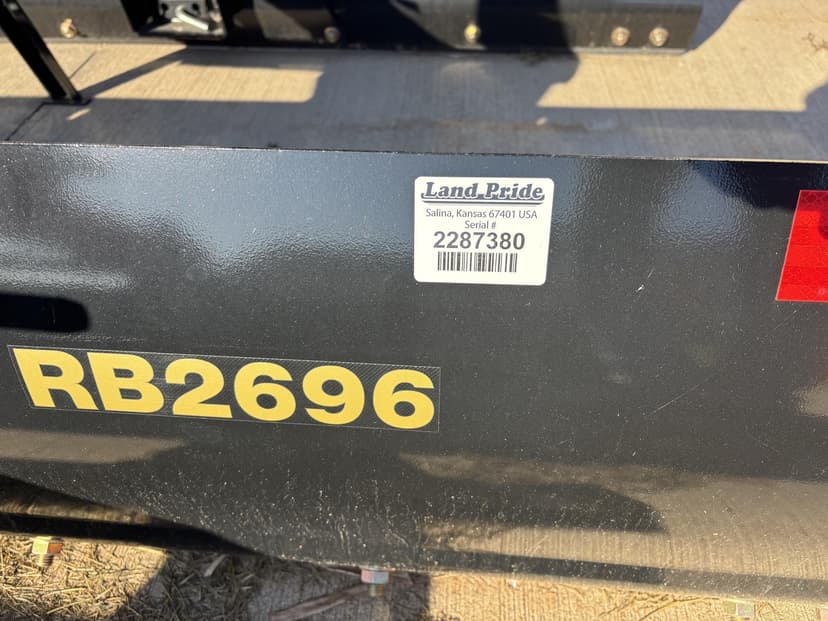 Land Pride
Salina, Kansas 67401 USA
Serial #
2287380
RB2696